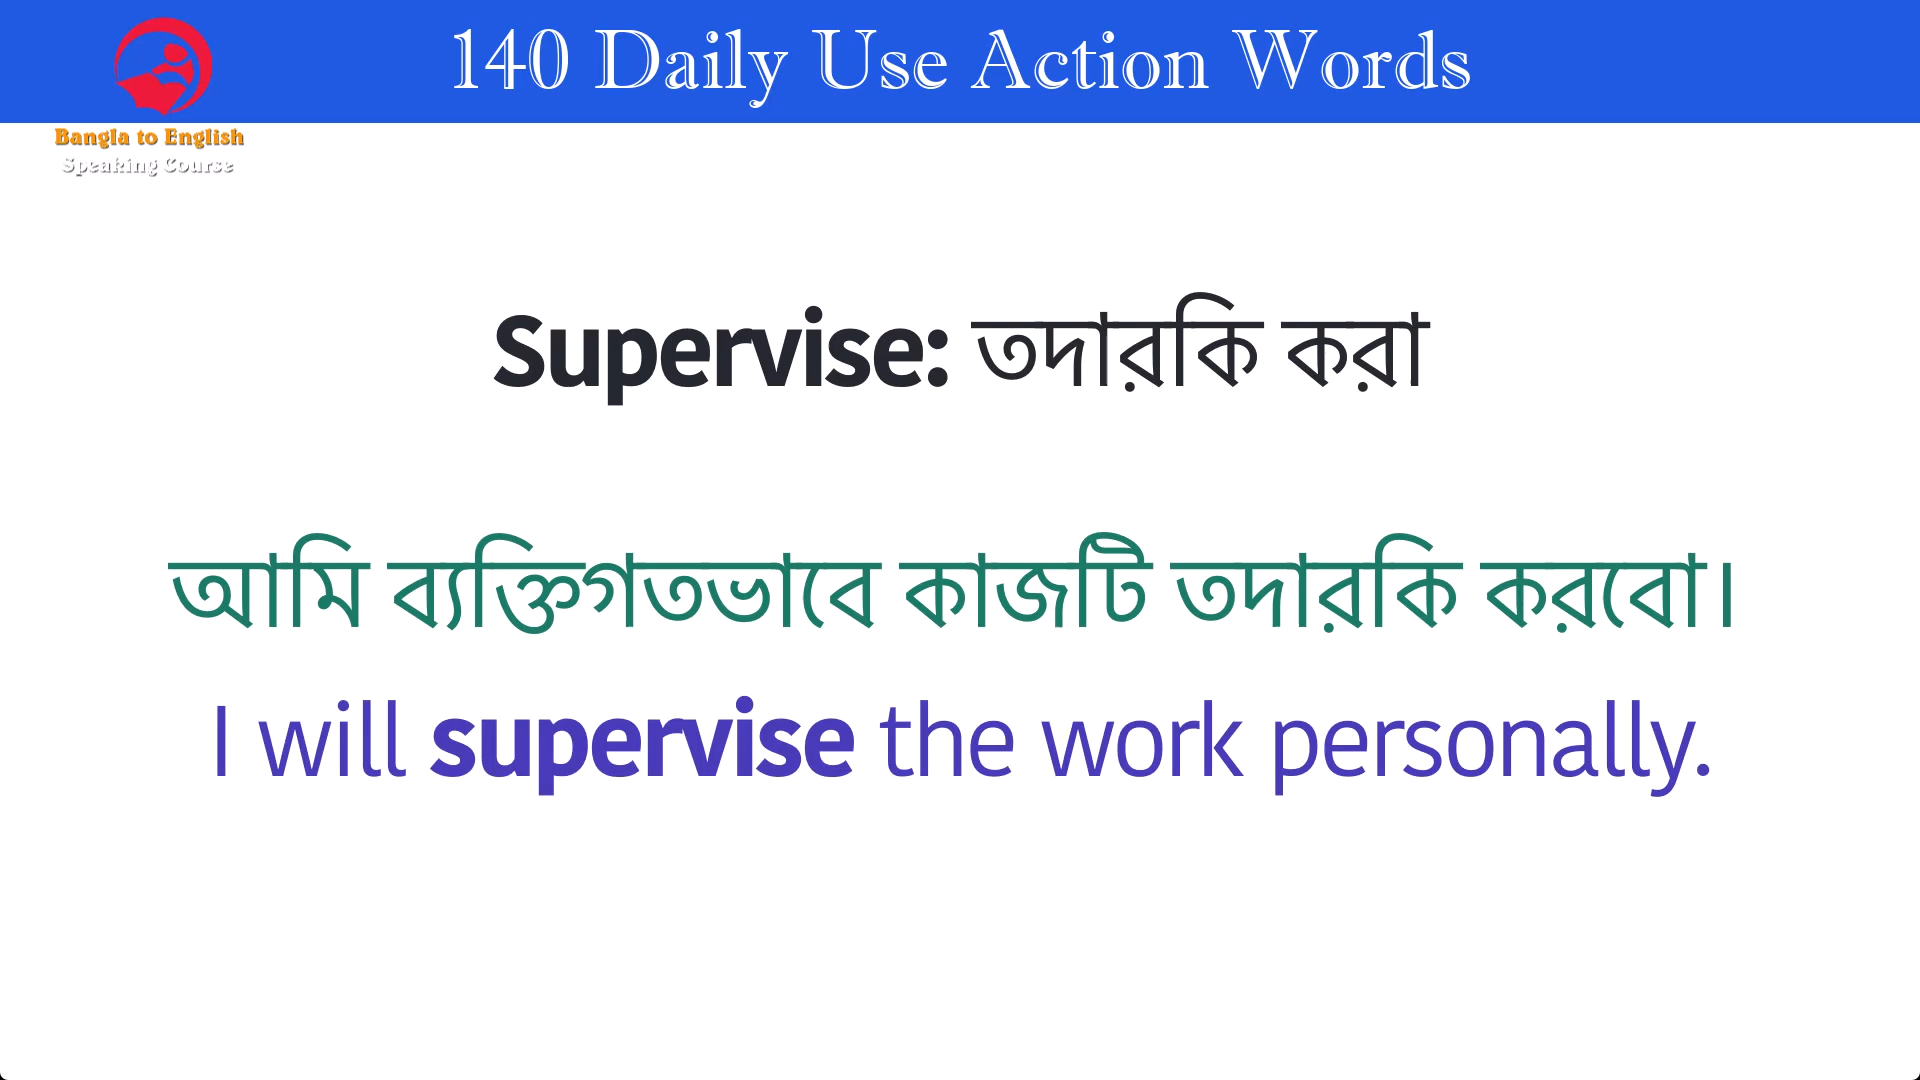 140 Daily Use Action Words
Bangla to English
Speaking Course
Supervise: তদারকি করা
আমি ব্যক্তিগতভাবে কাজটি তদারকি করবো।
I will supervise the work personally.